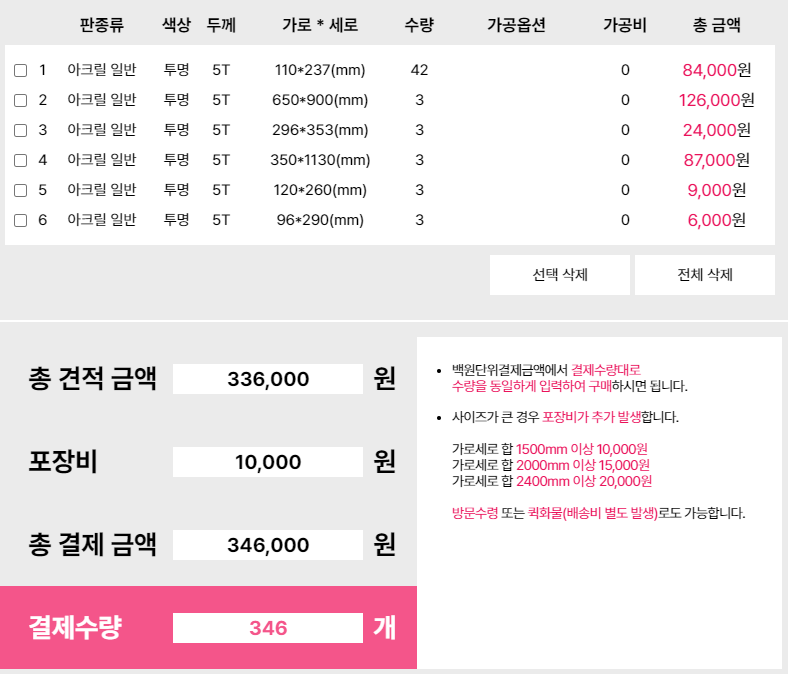 판종류 색상 두께 가로 * 세로 수량 가공옵션 가공비 총 금액
1 아크릴 일반 투명 5T 110*237(mm) 42 0 84,000원
2 아크릴 일반 투명 5T 650*900(mm) 3 0 126,000원
3 아크릴 일반 투명 5T 296*353(mm) 3 0 24,000원
4 아크릴 일반 투명 5T 350*1130(mm) 3 0 87,000원
5 아크릴 일반 투명 5T 120*260(mm) 3 0 9,000원
6 아크릴 일반 투명 5T 96*290(mm) 3 0 6,000원
선택 삭제 전체 삭제
총 견적 금액 336,000 원
포장비 10,000 원
총 결제 금액 346,000 원
결제수량 346 개
• 백원단위결제금액에서 결제수량대로
수량을 동일하게 입력하여 구매하시면 됩니다.
• 사이즈가 큰 경우 포장비가 추가 발생합니다.
가로세로 합 1500mm 이상 10,000원
가로세로 합 2000mm 이상 15,000원
가로세로 합 2400mm 이상 20,000원
방문수령 또는 퀵화물(배송비 별도 발생)로도 가능합니다.